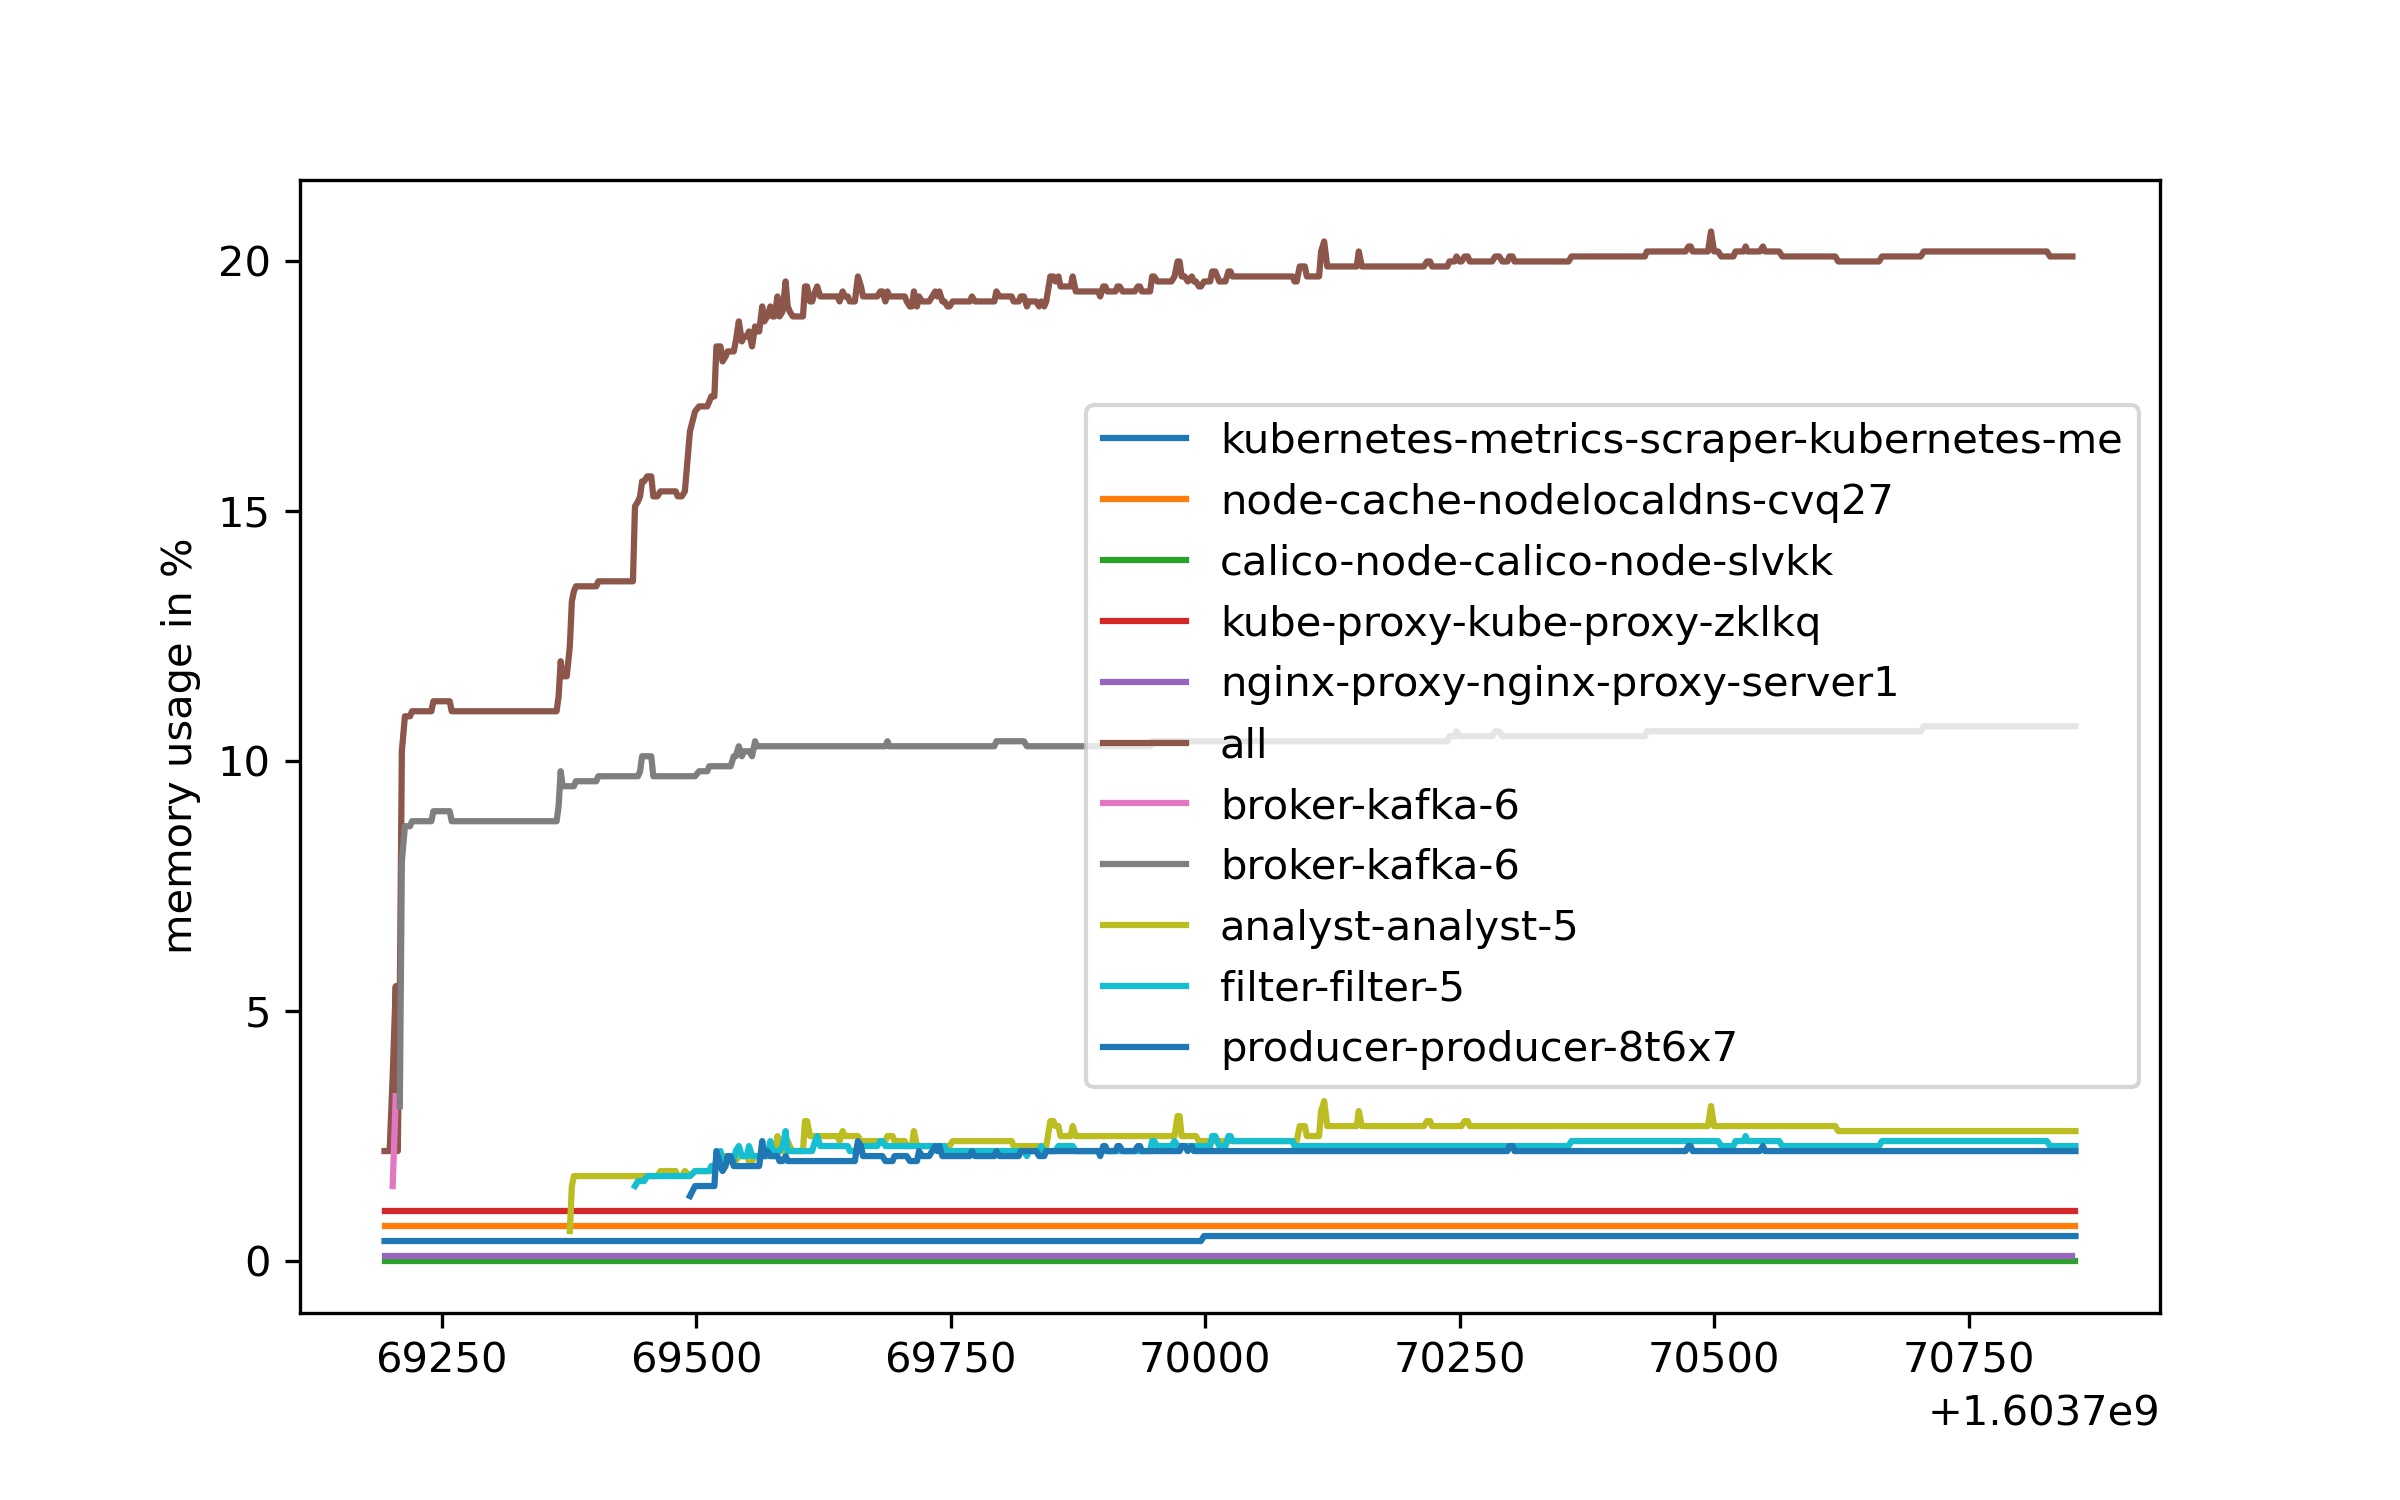 20
15
10
5
0
memory usage in %
kubernetes-metrics-scraper-kubernetes-me
node-cache-nodelocaldns-cvq27
calico-node-calico-node-slvkk
kube-proxy-kube-proxy-zklkq
nginx-proxy-nginx-proxy-server1
all
broker-kafka-6
broker-kafka-6
analyst-analyst-5
filter-filter-5
producer-producer-8t6x7
69250 69500 69750 70000 70250 70500 70750
+1.6037e9